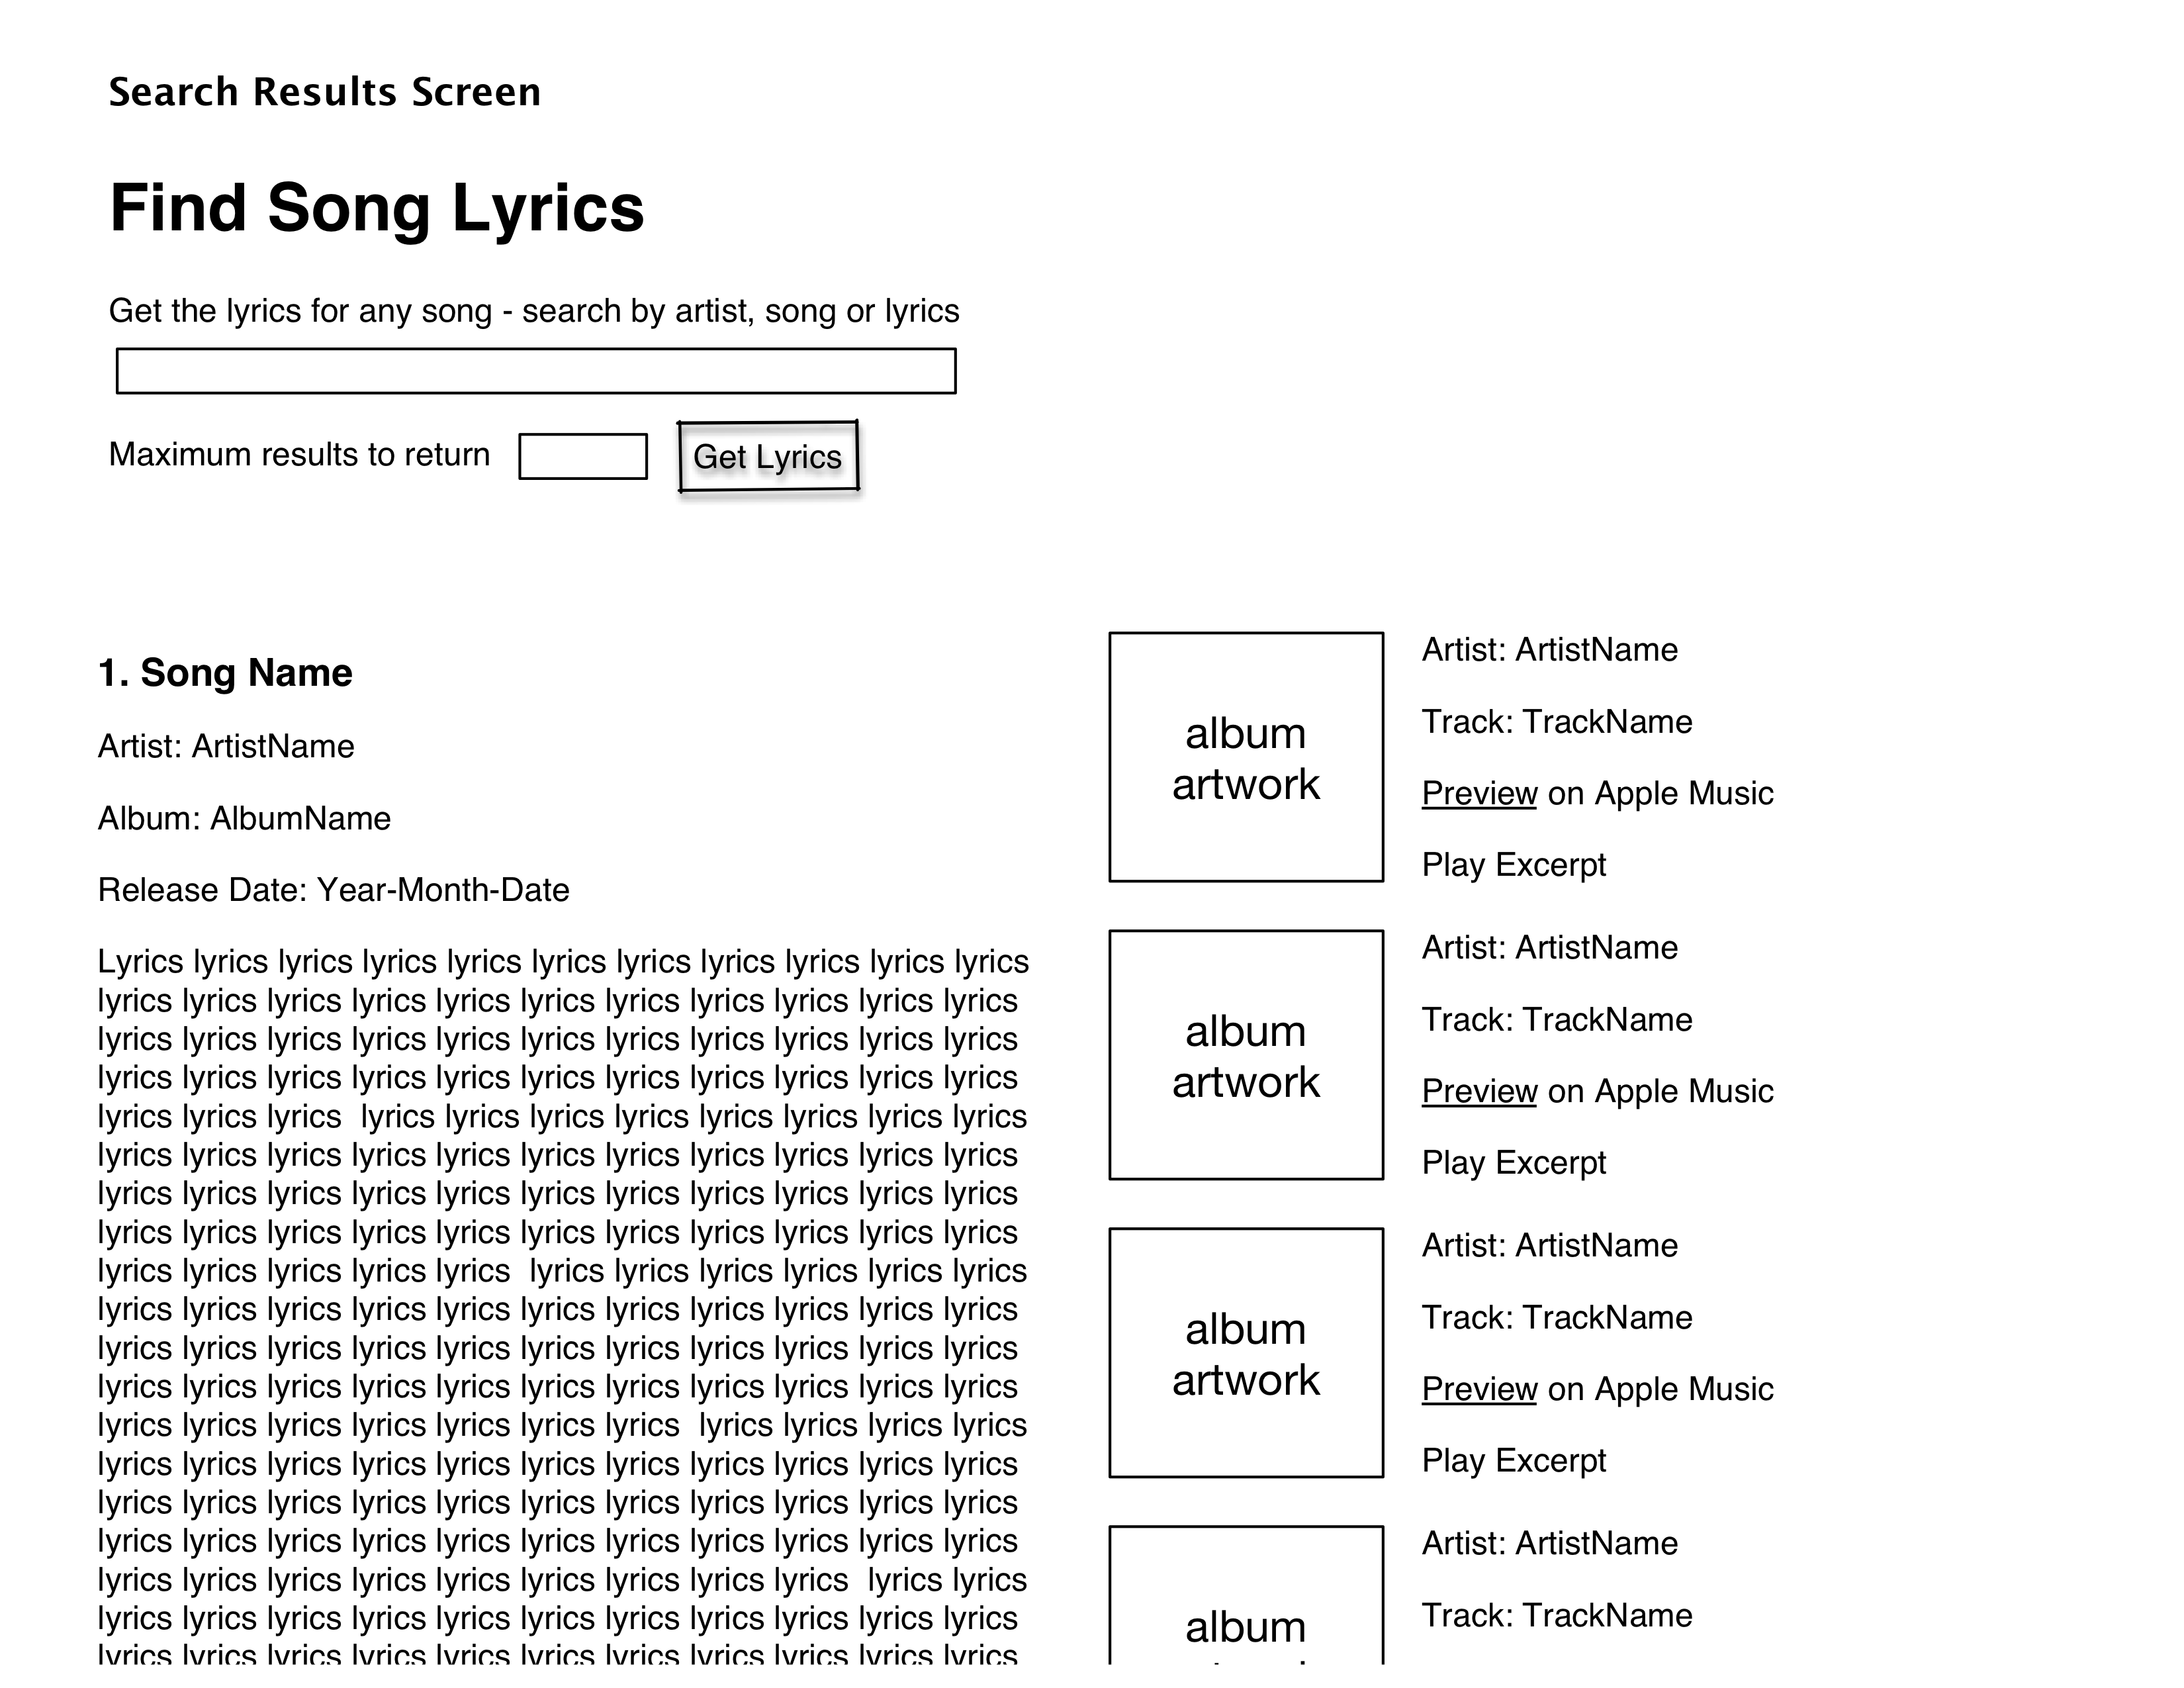 Search Results Screen
Find Song Lyrics
Get the lyrics for any song - search by artist, song or lyrics
Maximum results to return
Get Lyrics
1. Song Name
Artist: ArtistName
Album: AlbumName
Release Date: Year-Month-Date
Lyrics lyrics lyrics lyrics lyrics lyrics lyrics lyrics lyrics lyrics lyrics
lyrics lyrics lyrics lyrics lyrics lyrics lyrics lyrics lyrics lyrics lyrics
lyrics lyrics lyrics lyrics lyrics lyrics lyrics lyrics lyrics lyrics lyrics
lyrics lyrics lyrics lyrics lyrics lyrics lyrics lyrics lyrics lyrics lyrics
lyrics lyrics lyrics  lyrics lyrics lyrics lyrics lyrics lyrics lyrics lyrics
lyrics lyrics lyrics lyrics lyrics lyrics lyrics lyrics lyrics lyrics lyrics
lyrics lyrics lyrics lyrics lyrics lyrics lyrics lyrics lyrics lyrics lyrics
lyrics lyrics lyrics lyrics lyrics lyrics lyrics lyrics lyrics lyrics lyrics
lyrics lyrics lyrics lyrics lyrics  lyrics lyrics lyrics lyrics lyrics lyrics
lyrics lyrics lyrics lyrics lyrics lyrics lyrics lyrics lyrics lyrics lyrics
lyrics lyrics lyrics lyrics lyrics lyrics lyrics lyrics lyrics lyrics lyrics
lyrics lyrics lyrics lyrics lyrics lyrics lyrics lyrics lyrics lyrics lyrics
lyrics lyrics lyrics lyrics lyrics lyrics lyrics  lyrics lyrics lyrics lyrics
lyrics lyrics lyrics lyrics lyrics lyrics lyrics lyrics lyrics lyrics lyrics
lyrics lyrics lyrics lyrics lyrics lyrics lyrics lyrics lyrics lyrics lyrics
lyrics lyrics lyrics lyrics lyrics lyrics lyrics lyrics lyrics lyrics lyrics
lyrics lyrics lyrics lyrics lyrics lyrics lyrics lyrics lyrics  lyrics lyrics
lyrics lyrics lyrics lyrics lyrics lyrics lyrics lyrics lyrics lyrics lyrics
lyrics lyrics lyrics lyrics lyrics lyrics lyrics lyrics lyrics lyrics lyrics
album
artwork
Artist: ArtistName
Track: TrackName
Preview on Apple Music
Play Excerpt
album
artwork
Artist: ArtistName
Track: TrackName
Preview on Apple Music
Play Excerpt
album
artwork
Artist: ArtistName
Track: TrackName
Preview on Apple Music
Play Excerpt
album
Artist: ArtistName
Track: TrackName